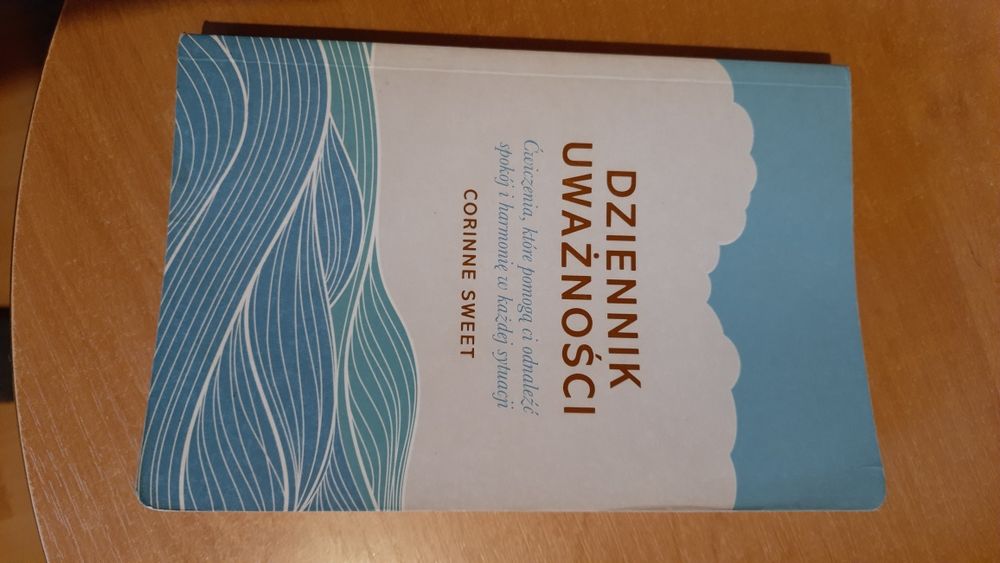 DZIENNIK
UWAŻNOŚCI
Ćwiczenia, które pomogą ci odnaleźć
spokój i harmonię w każdej sytuacji
CORINNE SWEET